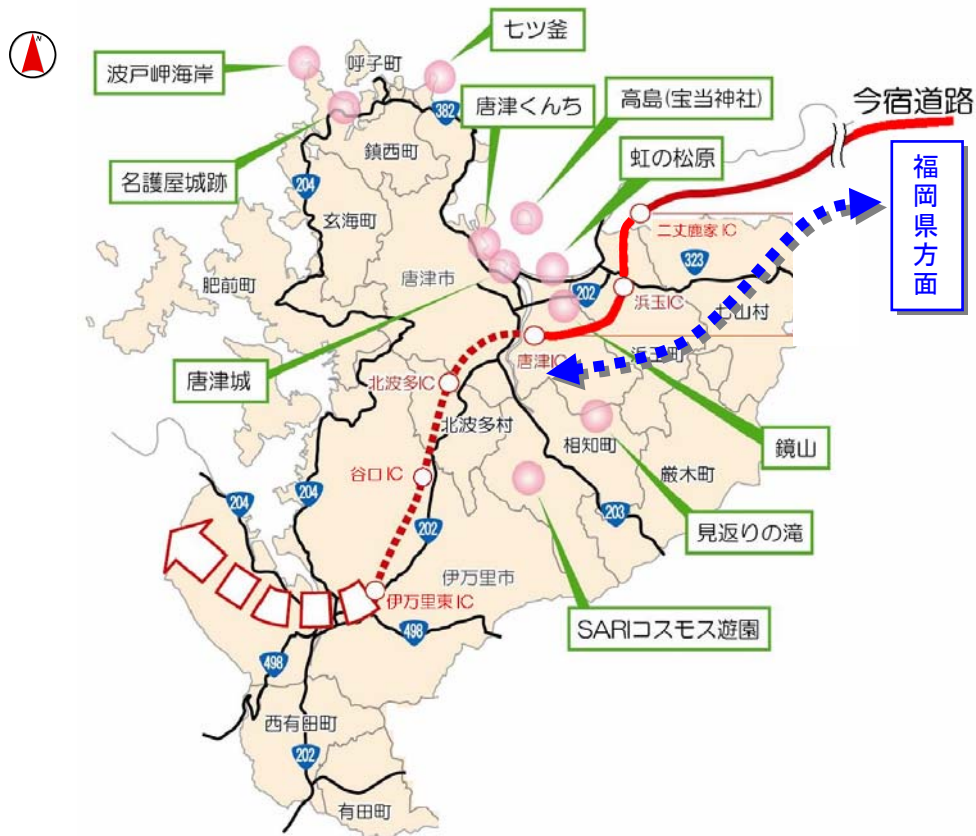 N
七ツ釜
波戸岬海岸
呼子町
唐津くんち
高島(宝当神社)
今宿道路
382
虹の松原
鎮西町
名護屋城跡
204
福岡県方面
玄海町
二丈鹿家IC
323
唐津市
肥前町
202
浜玉IC
七山村
唐津IC
浜玉町
唐津城
北波多IC
北波多村
相知町
鏡山
厳木町
谷口IC
204
204
202
203
見返りの滝
伊万里市
伊万里東IC
SARIコスモス遊園
498
498
西有田町
202
有田町